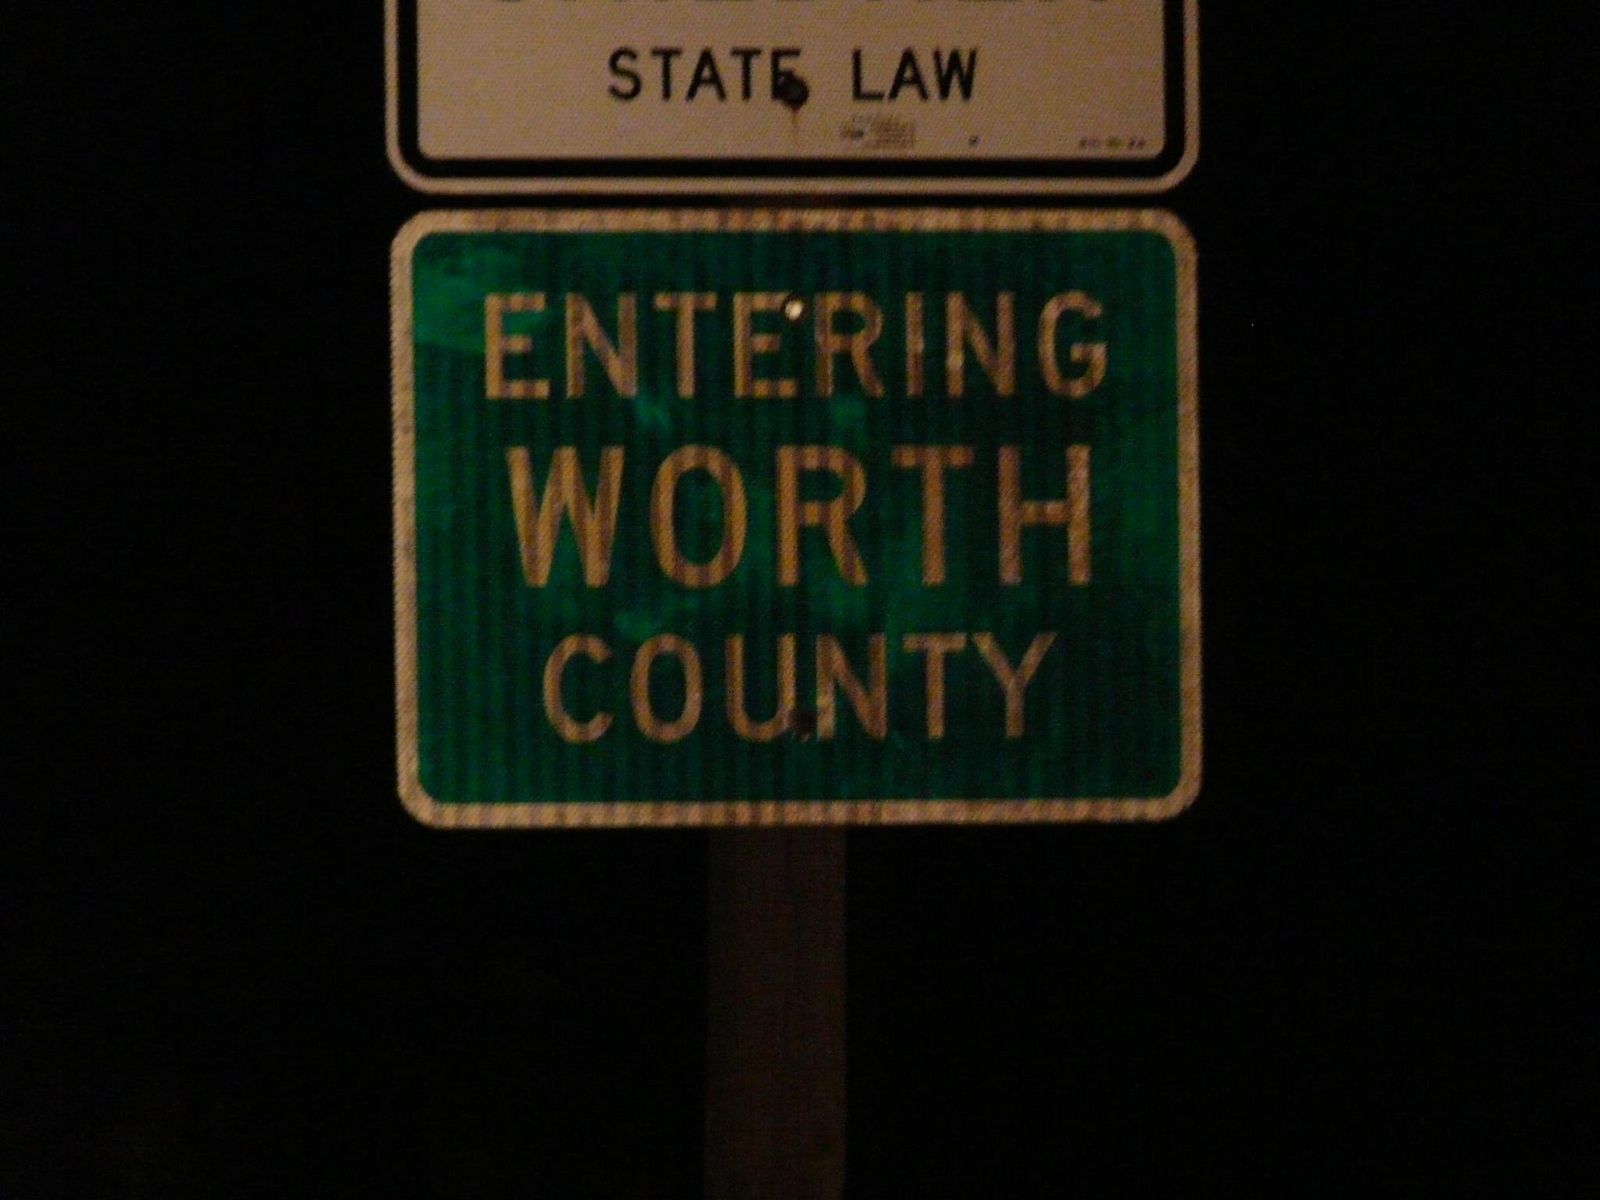 STATE LAW
ENTERING
WORTH
COUNTY